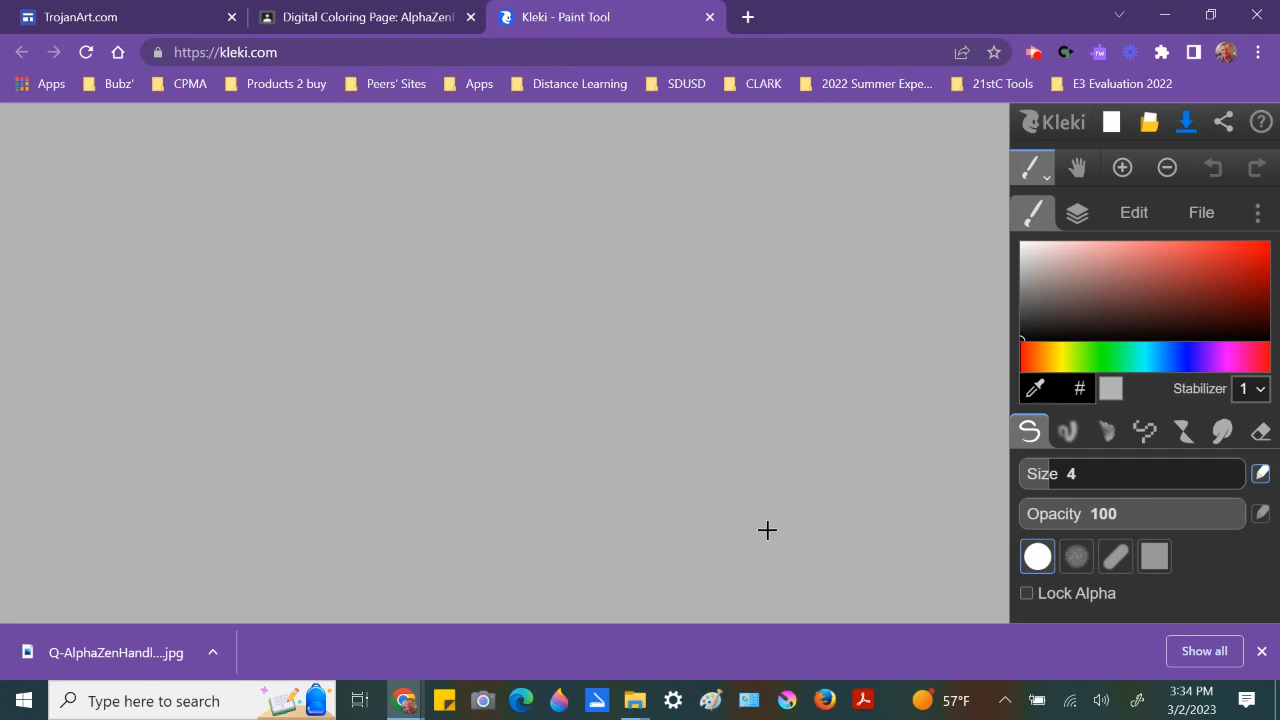 TrojanArt.com
Digital Coloring Page: AlphaZenH
Kleki - Paint Tool
https://kleki.com
Apps
Bubz'
CPMA
Products 2 buy
Peers' Sites
Apps
Distance Learning
SDUSD
CLARK
2022 Summer Expe...
21stC Tools
E3 Evaluation 2022
Kleki
Edit
File
#
Stabilizer
1
Size 4
Opacity 100
Lock Alpha
Q-AlphaZenHandl....jpg
Show all
Type here to search
57°F
3:34 PM
3/2/2023